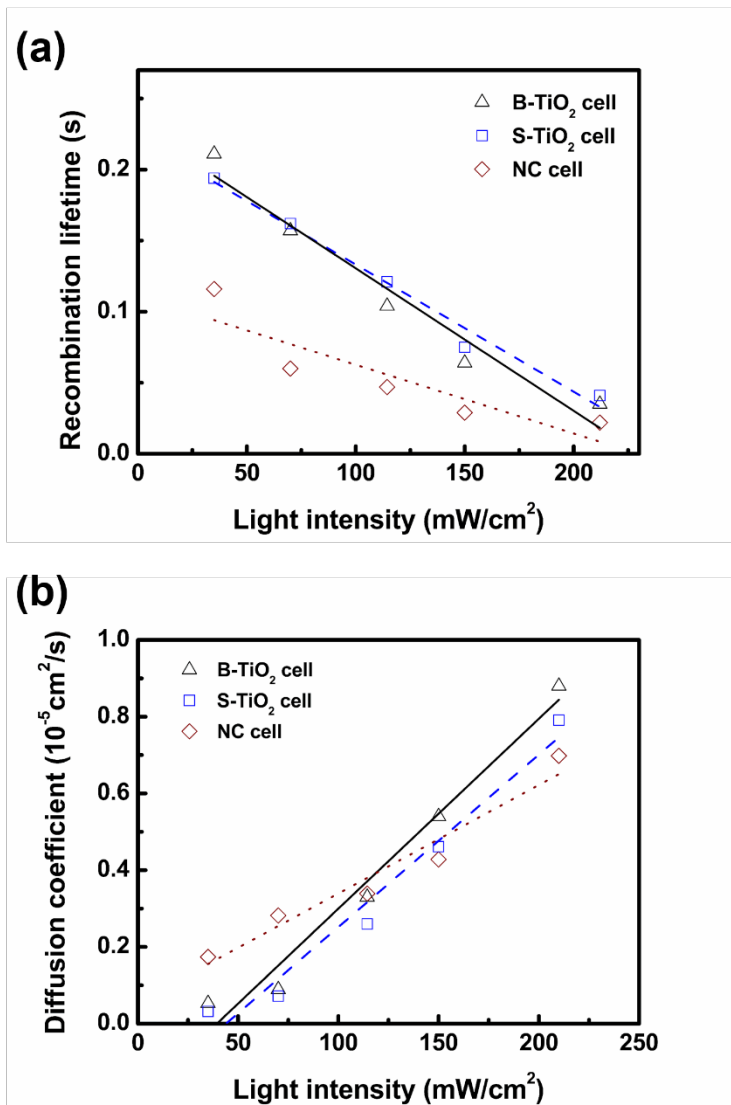 (a)
Recombination lifetime (s)
0.2
0.1
0.0
B-TiO₂ cell
S-TiO₂ cell
NC cell
0 50 100 150 200
Light intensity (mW/cm²)
(b)
Diffusion coefficient (10⁻⁵cm²/s)
1.0
0.8
0.6
0.4
0.2
0.0
B-TiO₂ cell
S-TiO₂ cell
NC cell
0 50 100 150 200 250
Light intensity (mW/cm²)